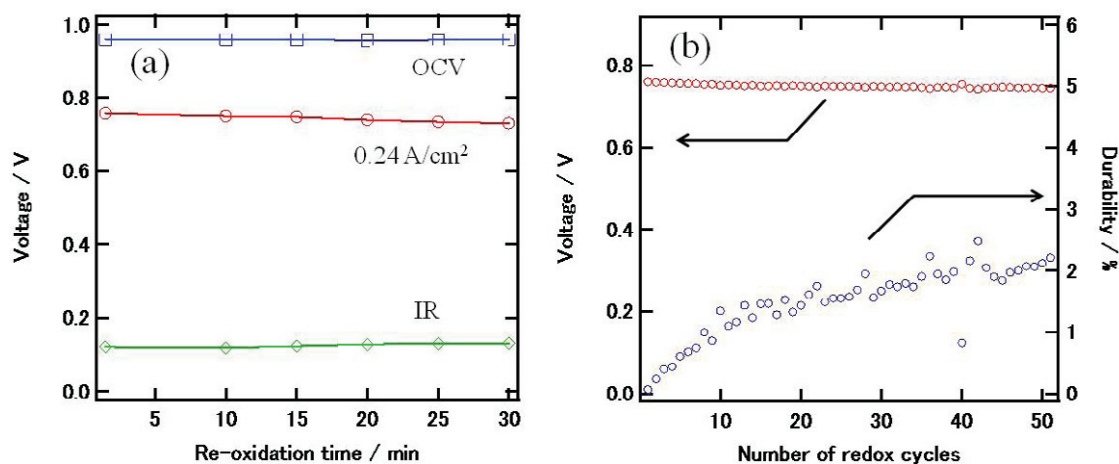 (a)
OCV
0.24 A/cm²
IR
1.0
0.8
0.6
0.4
0.2
0.0
Voltage / V
5 10 15 20 25 30
Re-oxidation time / min
(b)
0.8
0.6
0.4
0.2
0.0
Voltage / V
6
5
4
3
2
1
0
Durability / %
10 20 30 40 50
Number of redox cycles